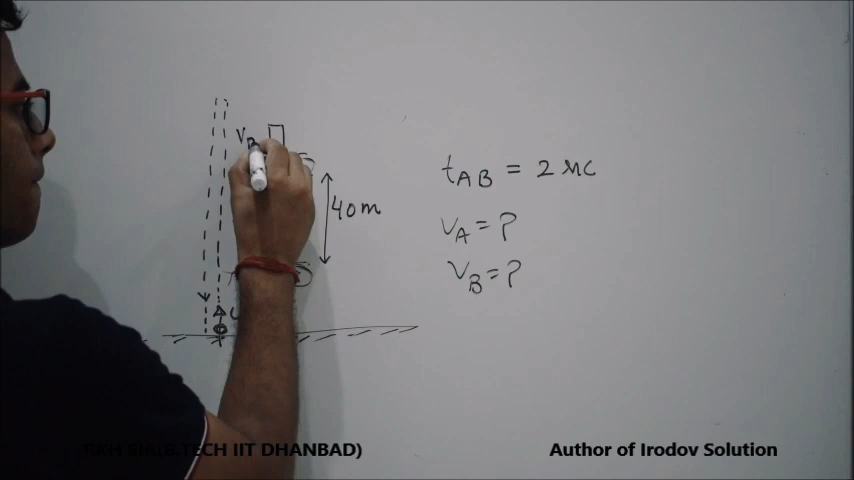 V_B
40m
t_AB = 2 sec
V_A = ?
V_B = ?
U
B.TECH IIT DHANBAD)
Author of Irodov Solution